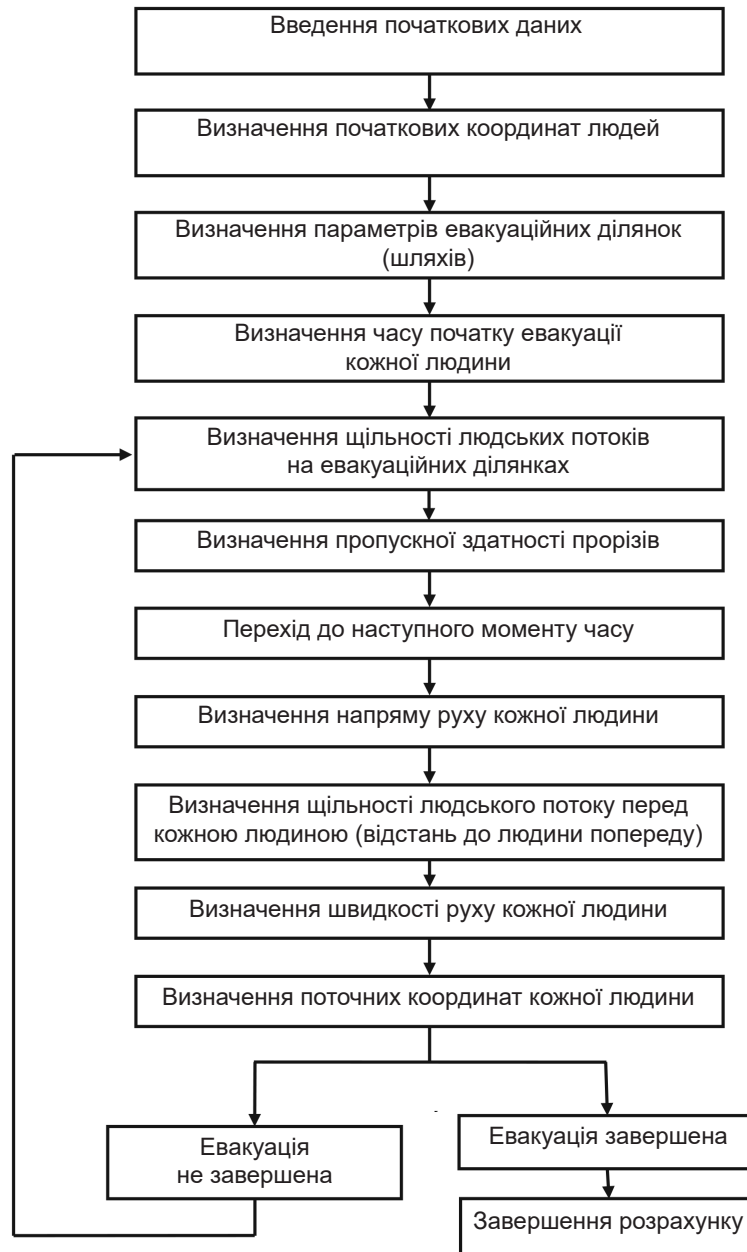 Введення початкових даних
Визначення початкових координат людей
Визначення параметрів евакуаційних ділянок
(шляхів)
Визначення часу початку евакуації
кожної людини
Визначення щільності людських потоків
на евакуаційних ділянках
Визначення пропускної здатності прорізів
Перехід до наступного моменту часу
Визначення напряму руху кожної людини
Визначення щільності людського потоку перед
кожною людиною (відстань до людини попереду)
Визначення швидкості руху кожної людини
Визначення поточних координат кожної людини
Евакуація
не завершена
Евакуація завершена
Завершення розрахунку